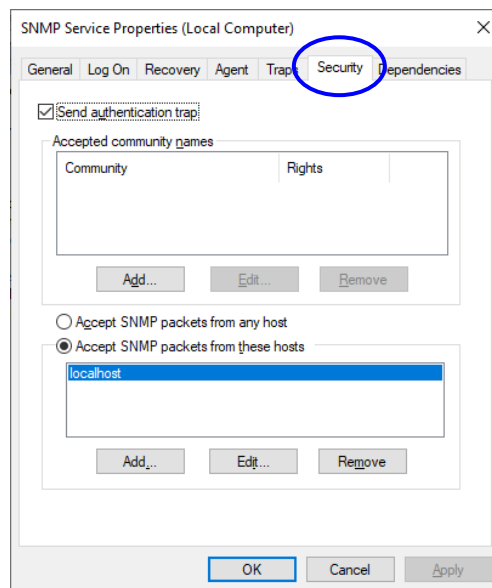 SNMP Service Properties (Local Computer)
General Log On Recovery Agent Traps Security Dependencies
Send authentication trap
Accepted community names
Community Rights
Add... Edit... Remove
Accept SNMP packets from any host
Accept SNMP packets from these hosts
localhost
Add... Edit... Remove
OK Cancel Apply